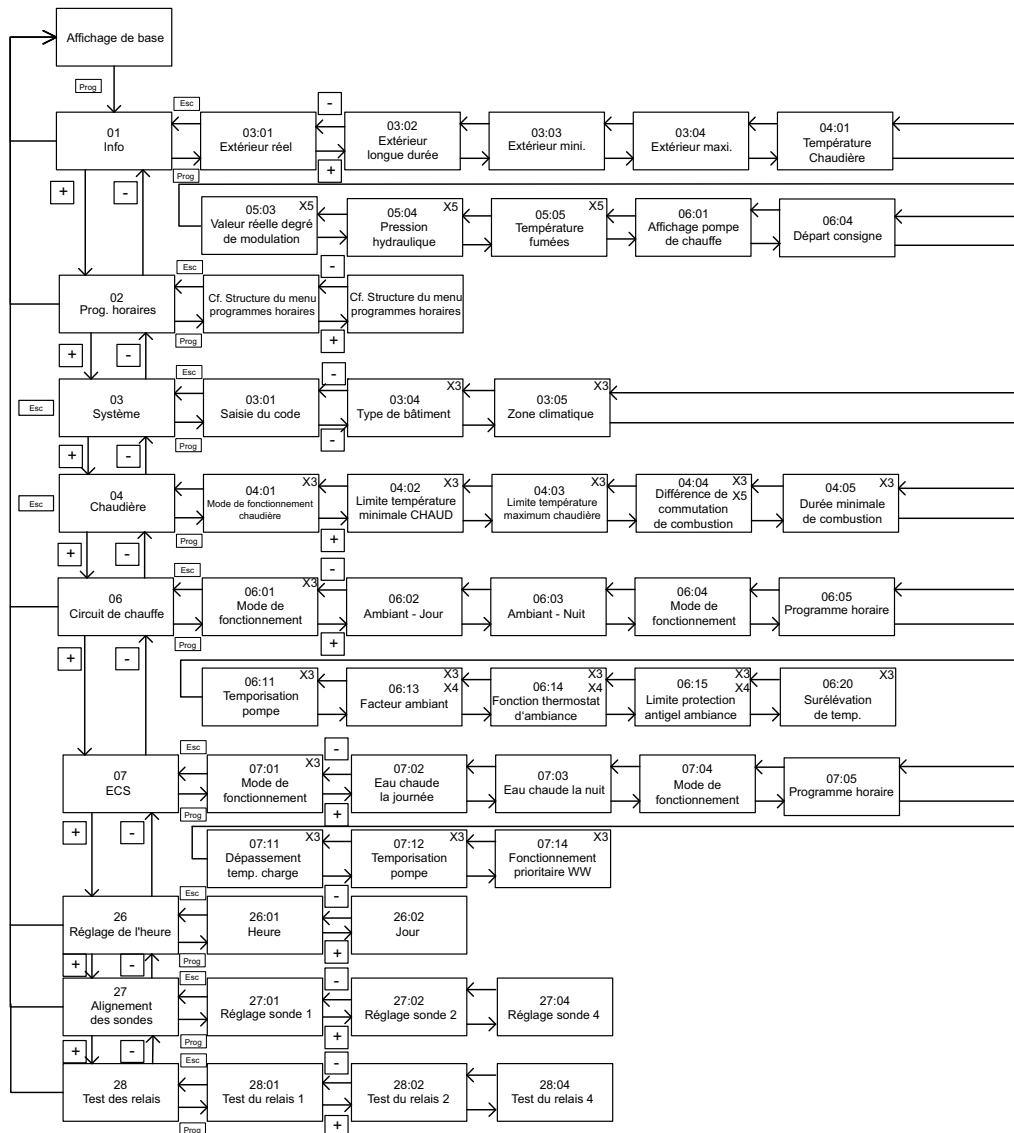 Affichage de base
Prog
Esc
-
01
Info
03:01
Extérieur réel
03:02
Extérieur
longue durée
03:03
Extérieur mini.
03:04
Extérieur maxi.
04:01
Température
Chaudière
Prog
+
+
-
05:03
X5
Valeur réelle degré
de modulation
05:04
X5
Pression
hydraulique
05:05
X5
Température
fumées
06:01
Affichage pompe
de chauffe
06:04
Départ consigne
Esc
-
02
Prog. horaires
Cf. Structure du menu
programmes horaires
Cf. Structure du menu
programmes horaires
Prog
+
+
-
Esc
-
Esc
03
Système
03:01
Saisie du code
03:04
X3
Type de bâtiment
03:05
X3
Zone climatique
Prog
-
+
-
Esc
Esc
04
Chaudière
04:01
X3
Mode de fonctionnement
chaudière
04:02
X3
Limite température
minimale CHAUD
04:03
X3
Limite température
maximum chaudière
04:04
X3
X5
Différence de
commutation
de combustion
04:05
X3
Durée minimale
de combustion
Prog
+
+
-
Esc
-
06
Circuit de chauffe
06:01
X3
Mode de
fonctionnement
06:02
Ambiant - Jour
06:03
Ambiant - Nuit
06:04
Mode de
fonctionnement
06:05
Programme horaire
Prog
+
+
-
06:11
X3
Temporisation
pompe
06:13
X3
X4
Facteur ambiant
06:14
X3
X4
Fonction thermostat
d'ambiance
06:15
X3
X4
Limite protection
antigel ambiance
06:20
X3
Surélévation
de temp.
Esc
-
07
ECS
07:01
X3
Mode de
fonctionnement
07:02
Eau chaude
la journée
07:03
Eau chaude la nuit
07:04
Mode de
fonctionnement
07:05
Programme horaire
Prog
+
+
-
07:11
X3
Dépassement
temp. charge
07:12
X3
Temporisation
pompe
07:14
X3
Fonctionnement
prioritaire WW
Esc
-
26
Réglage de l'heure
26:01
Heure
26:02
Jour
Prog
+
+
-
Esc
-
27
Alignement
des sondes
27:01
Réglage sonde 1
27:02
Réglage sonde 2
27:04
Réglage sonde 4
Prog
+
+
-
Esc
-
28
Test des relais
28:01
Test du relais 1
28:02
Test du relais 2
28:04
Test du relais 4
Prog
+